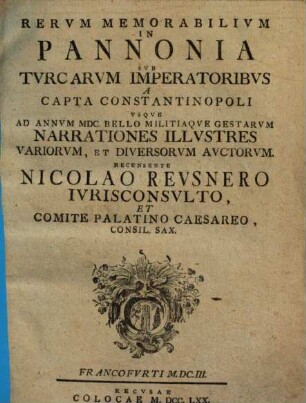 RERVM MEMORABILIVM
IN
PANNONIA
SUB
TVRCARVM IMPERATORIBVS
A
CAPTA CONSTANTINOPOLI
VSQVE
AD ANNVM MDC. BELLO MILITIAQVE GESTARVM
NARRATIONES ILLVSTRES
VARIORVM, ET DIVERSORVM AVCTORVM.
RECENSENTE
NICOLAO REVSNERO
IVRISCONSVLTO,
ET
COMITE PALATINO CAESAREO,
CONSIL. SAX.
FRANCOFVRTI M.DC.III.
RECVSAE
COLOCAE M. DCC. LXX.